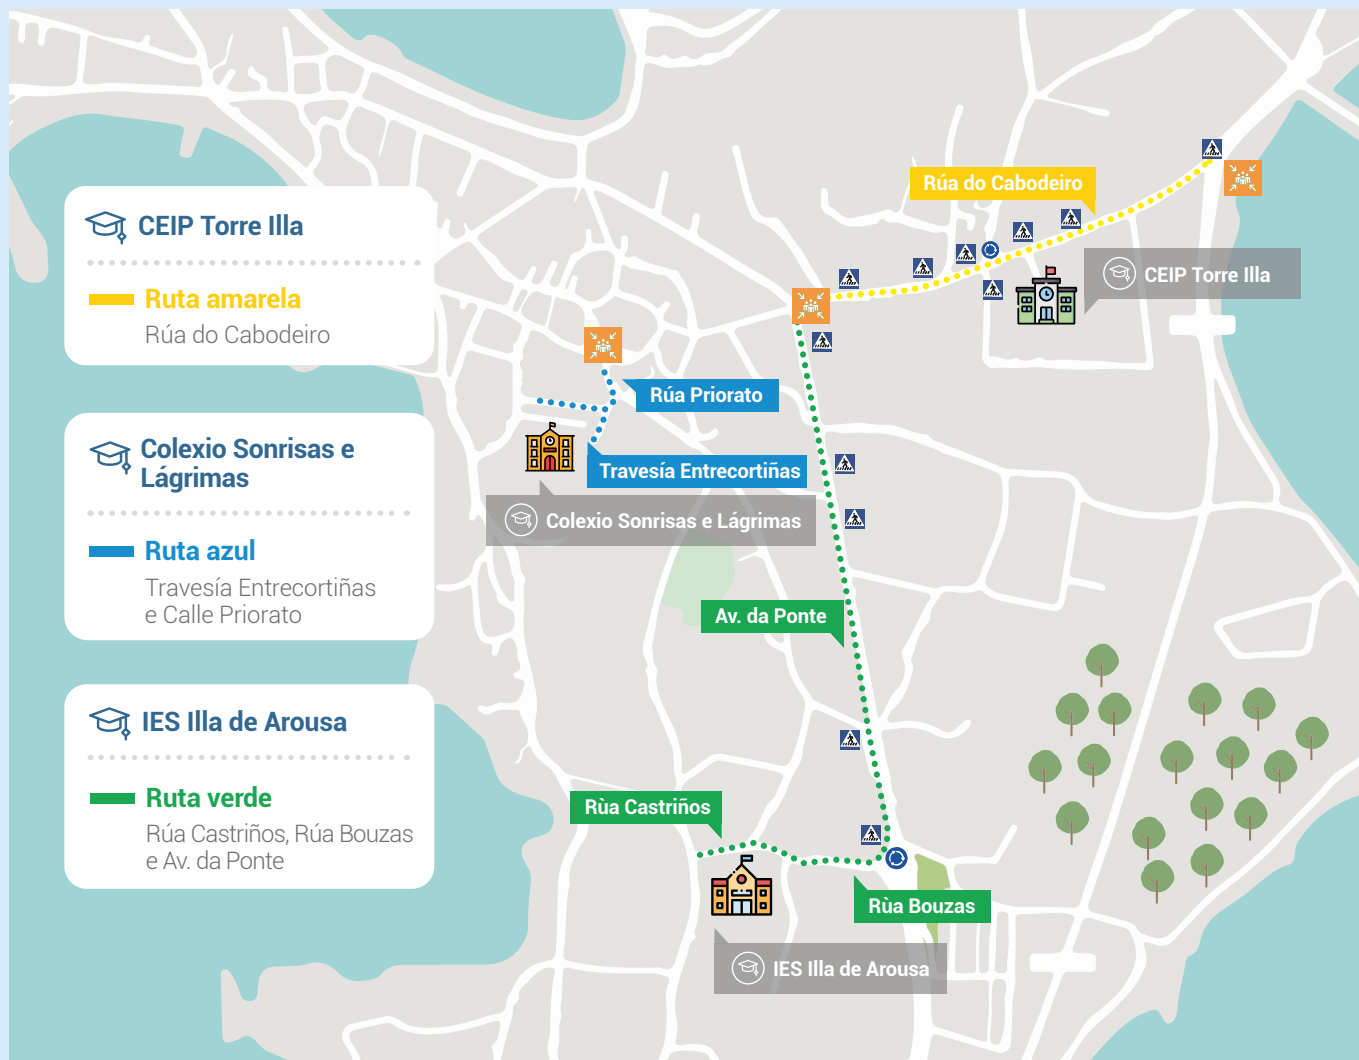 CEIP Torre Illa
Ruta amarela
Rúa do Cabodeiro
Colexio Sonrisas e
Lágrimas
Ruta azul
Travesía Entrecortiñas
e Calle Priorato
IES Illa de Arousa
Ruta verde
Rúa Castriños, Rúa Bouzas
e Av. da Ponte
Rúa do Cabodeiro
CEIP Torre Illa
Rúa Priorato
Travesía Entrecortiñas
Colexio Sonrisas e Lágrimas
Av. da Ponte
Rùa Castriños
Rùa Bouzas
IES Illa de Arousa